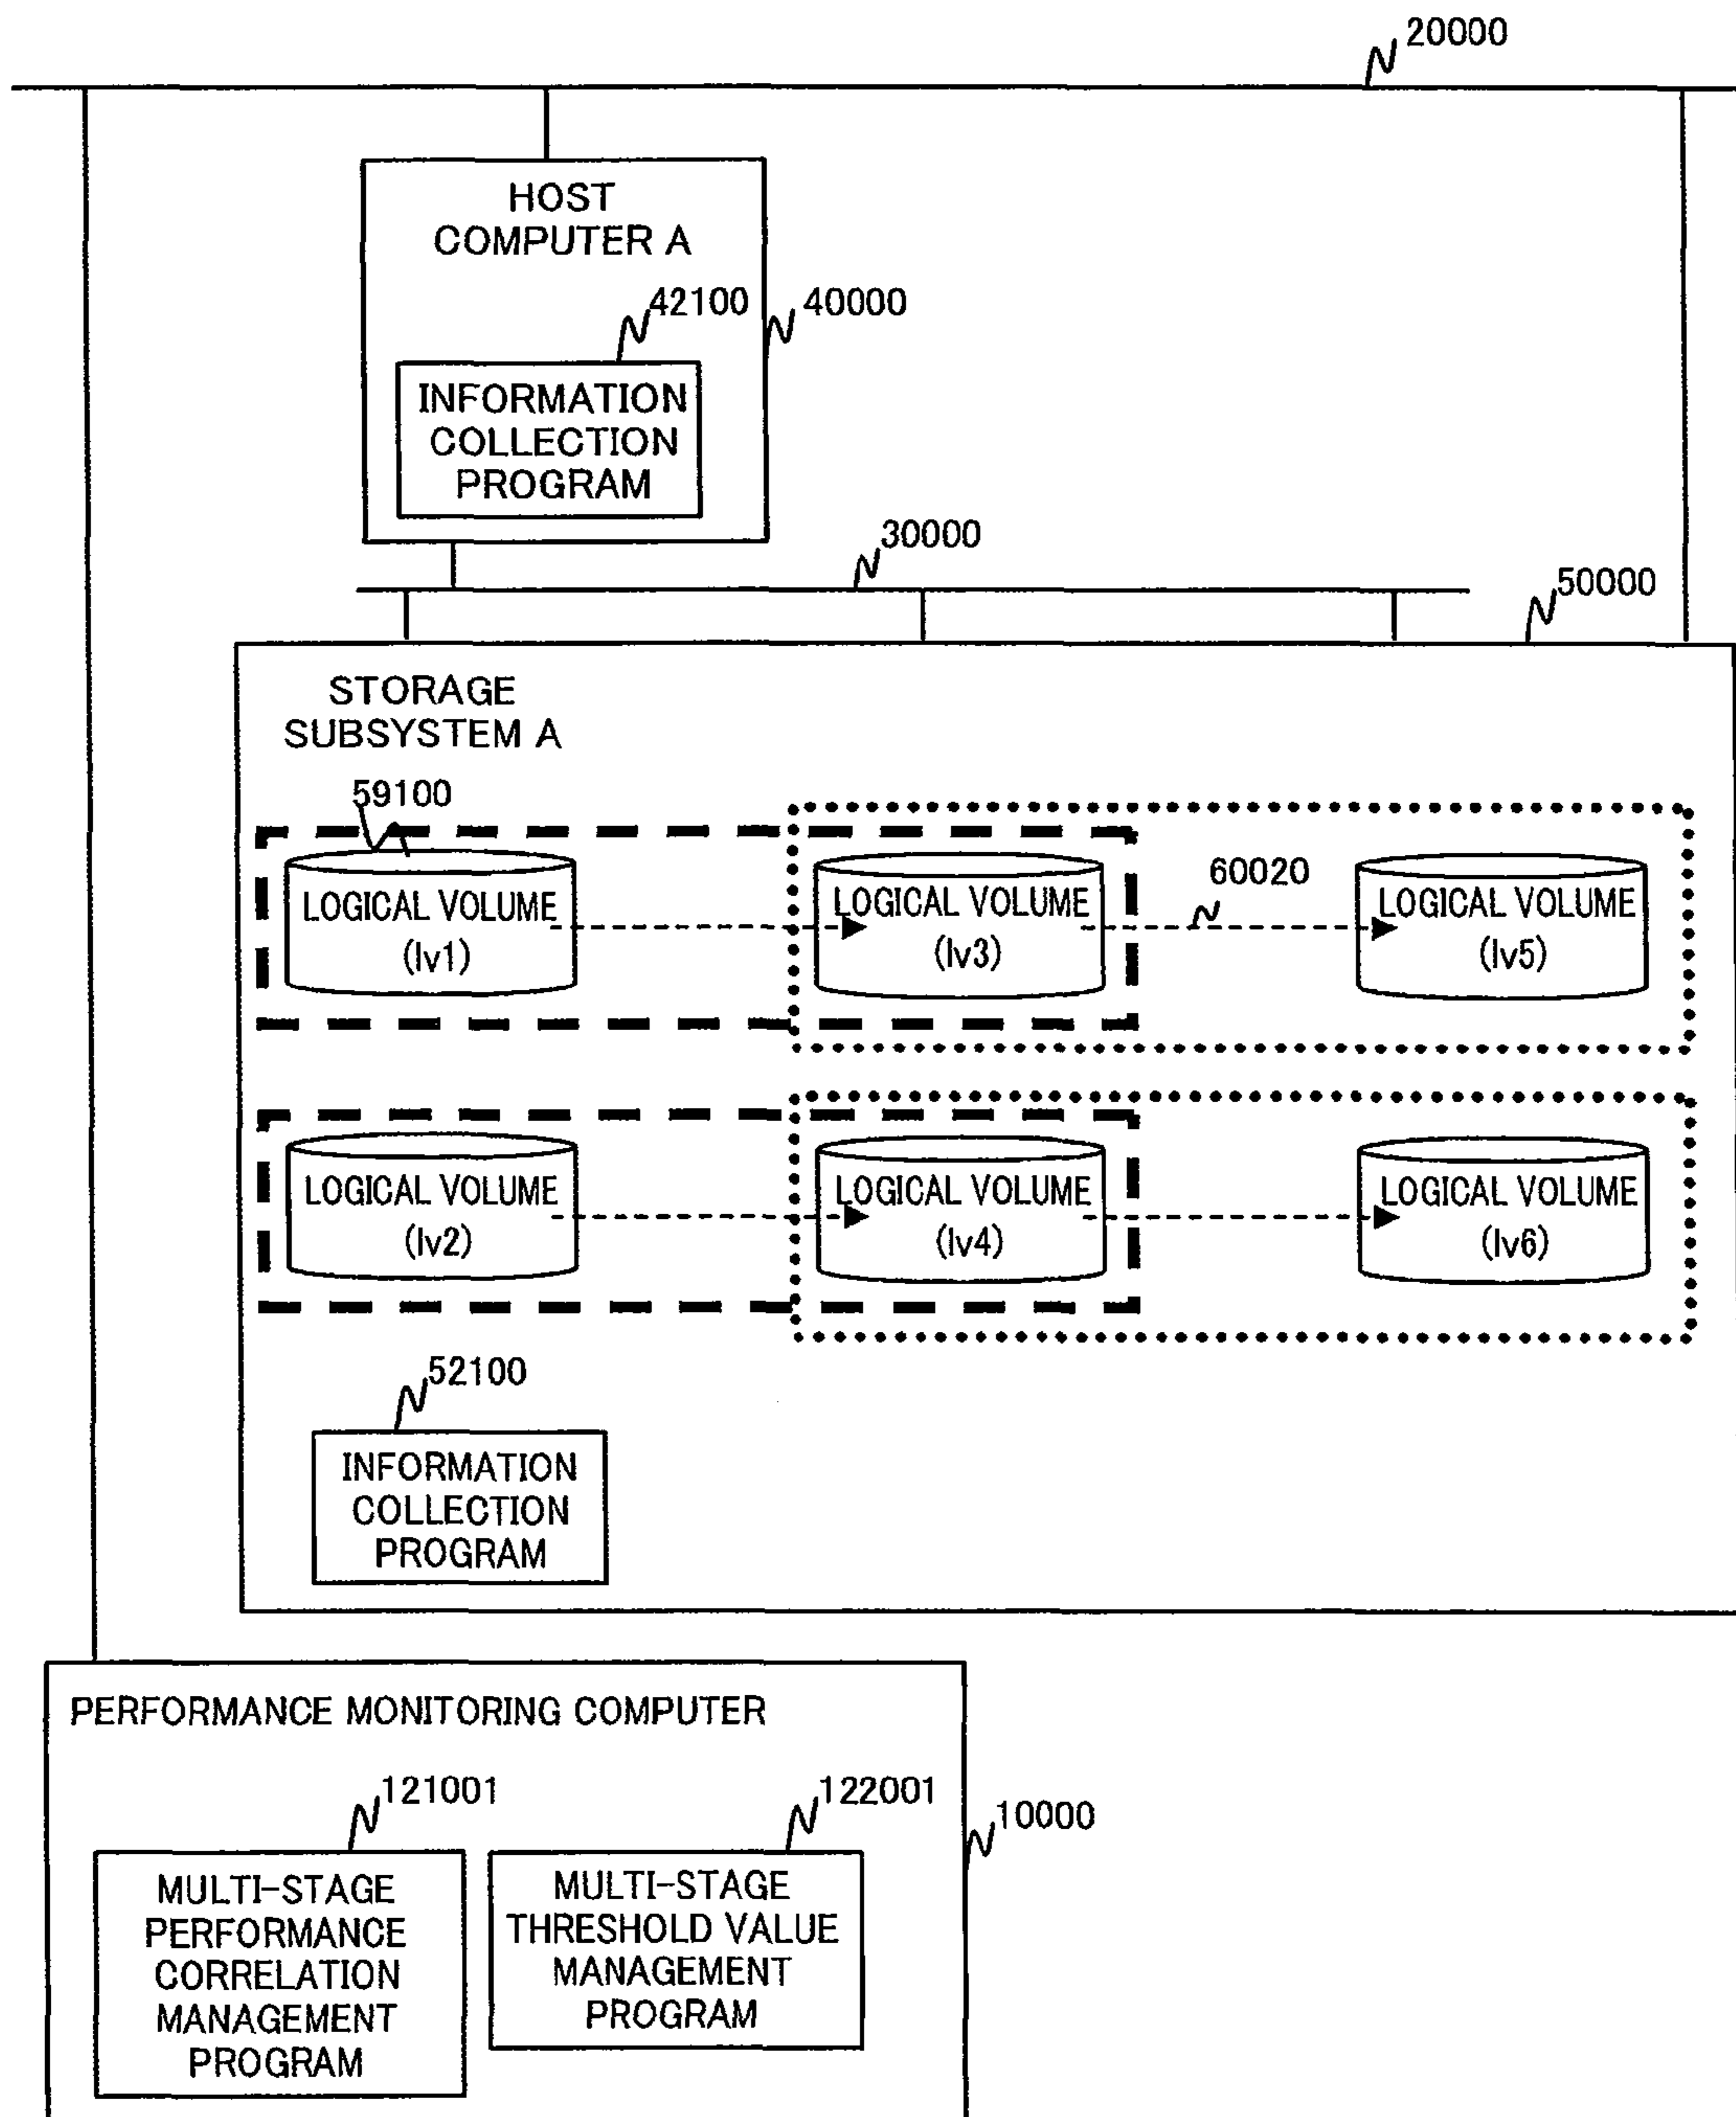 20000
HOST
COMPUTER A
42100
40000
INFORMATION
COLLECTION
PROGRAM
30000
50000
STORAGE
SUBSYSTEM A
59100
60020
LOGICAL VOLUME
(lv1)
LOGICAL VOLUME
(lv3)
LOGICAL VOLUME
(lv5)
LOGICAL VOLUME
(lv2)
LOGICAL VOLUME
(lv4)
LOGICAL VOLUME
(lv6)
52100
INFORMATION
COLLECTION
PROGRAM
PERFORMANCE MONITORING COMPUTER
121001
122001
10000
MULTI-STAGE
PERFORMANCE
CORRELATION
MANAGEMENT
PROGRAM
MULTI-STAGE
THRESHOLD VALUE
MANAGEMENT
PROGRAM